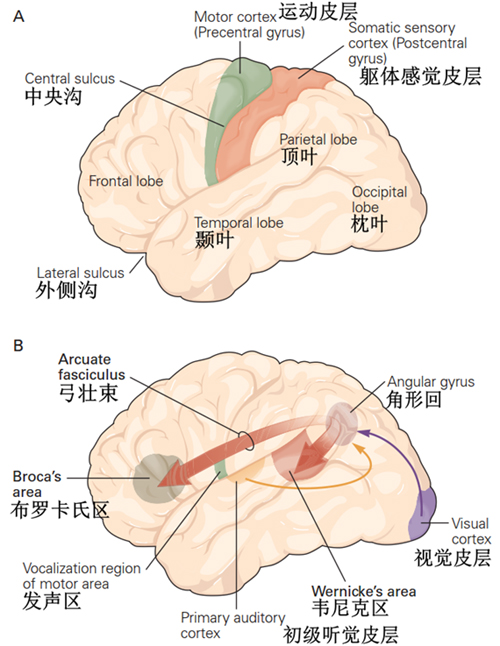 A
Motor cortex 运动皮层
(Precentral gyrus)
Somatic sensory
cortex (Postcentral
gyrus)
躯体感觉皮层
Central sulcus
中央沟
Parietal lobe
顶叶
Frontal lobe
Occipital
lobe
枕叶
Temporal lobe
颞叶
Lateral sulcus
外侧沟
B
Arcuate
fasciculus
弓壮束
Angular gyrus
角形回
Broca's
area
布罗卡氏区
Visual
cortex
视觉皮层
Vocalization region
of motor area
发声区
Wernicke's area
韦尼克区
Primary auditory
cortex
初级听觉皮层